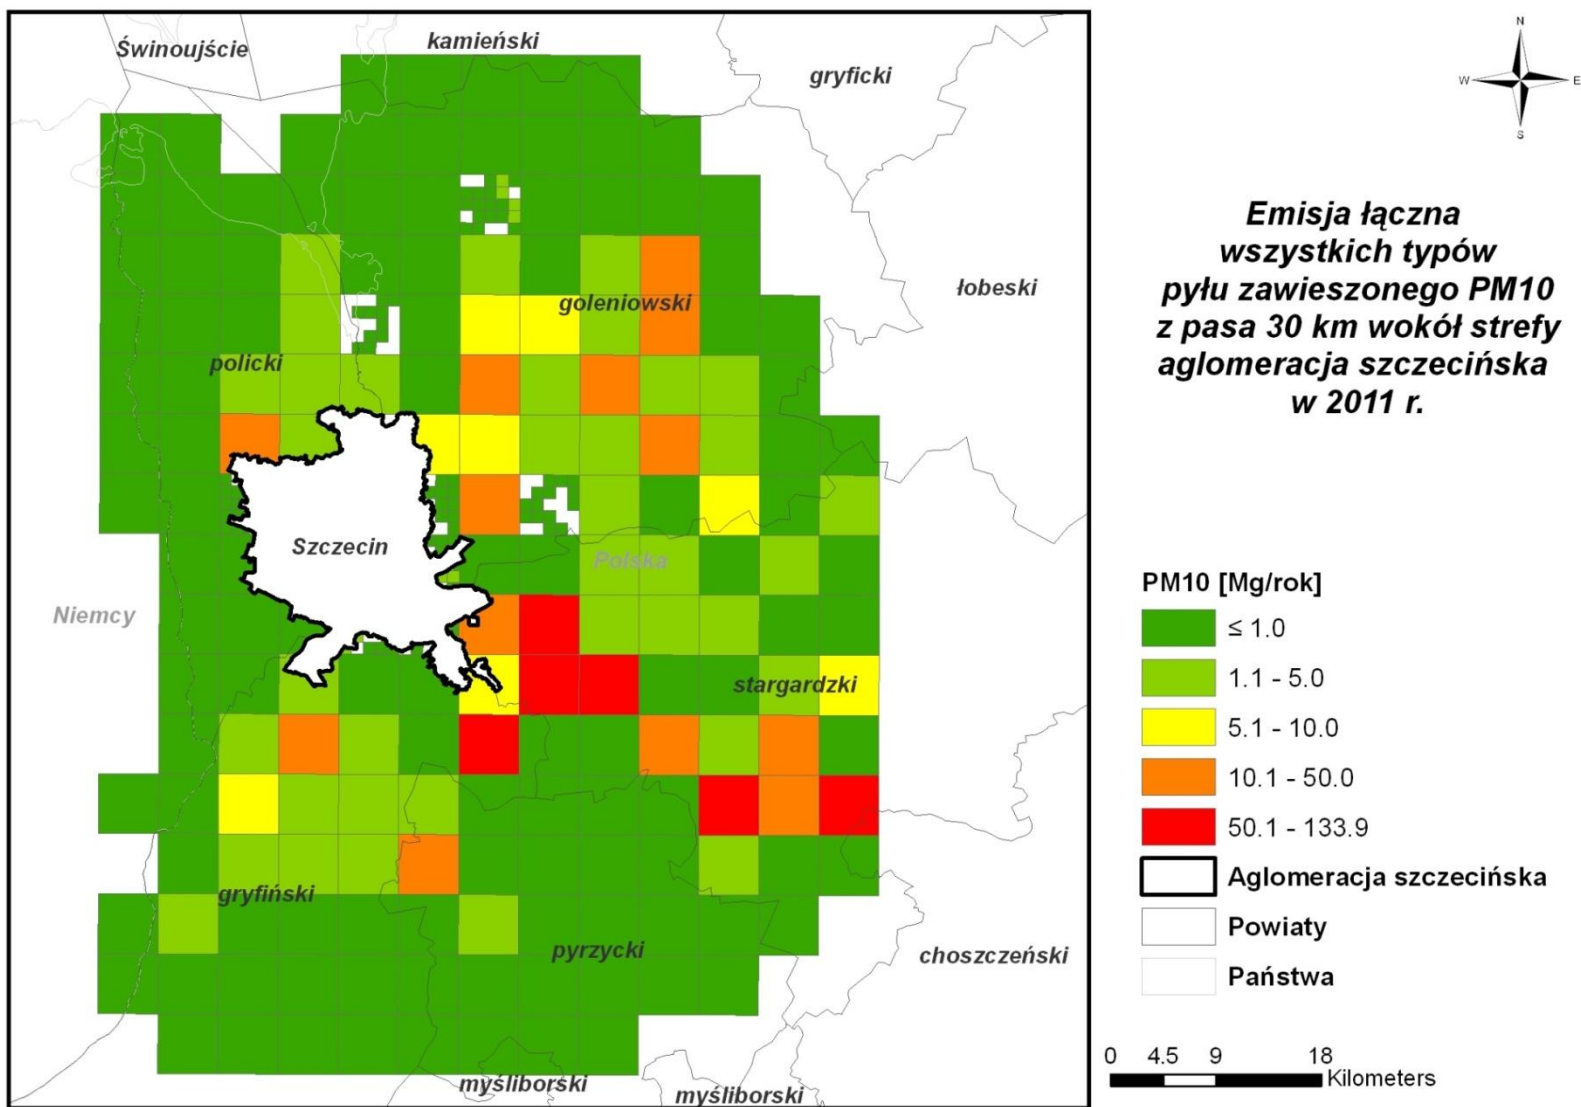 Świnoujście
kamieński
gryficki
łobeski
goleniowski
policki
Szczecin
Polska
Niemcy
stargardzki
gryfiński
pyrzycki
choszczeński
myśliborski
myśliborski
N
W
E
S
Emisja łączna
wszystkich typów
pyłu zawieszonego PM10
z pasa 30 km wokół strefy
aglomeracja szczecińska
w 2011 r.
PM10 [Mg/rok]
≤ 1.0
1.1 - 5.0
5.1 - 10.0
10.1 - 50.0
50.1 - 133.9
Aglomeracja szczecińska
Powiaty
Państwa
0 4.5 9 18
Kilometers